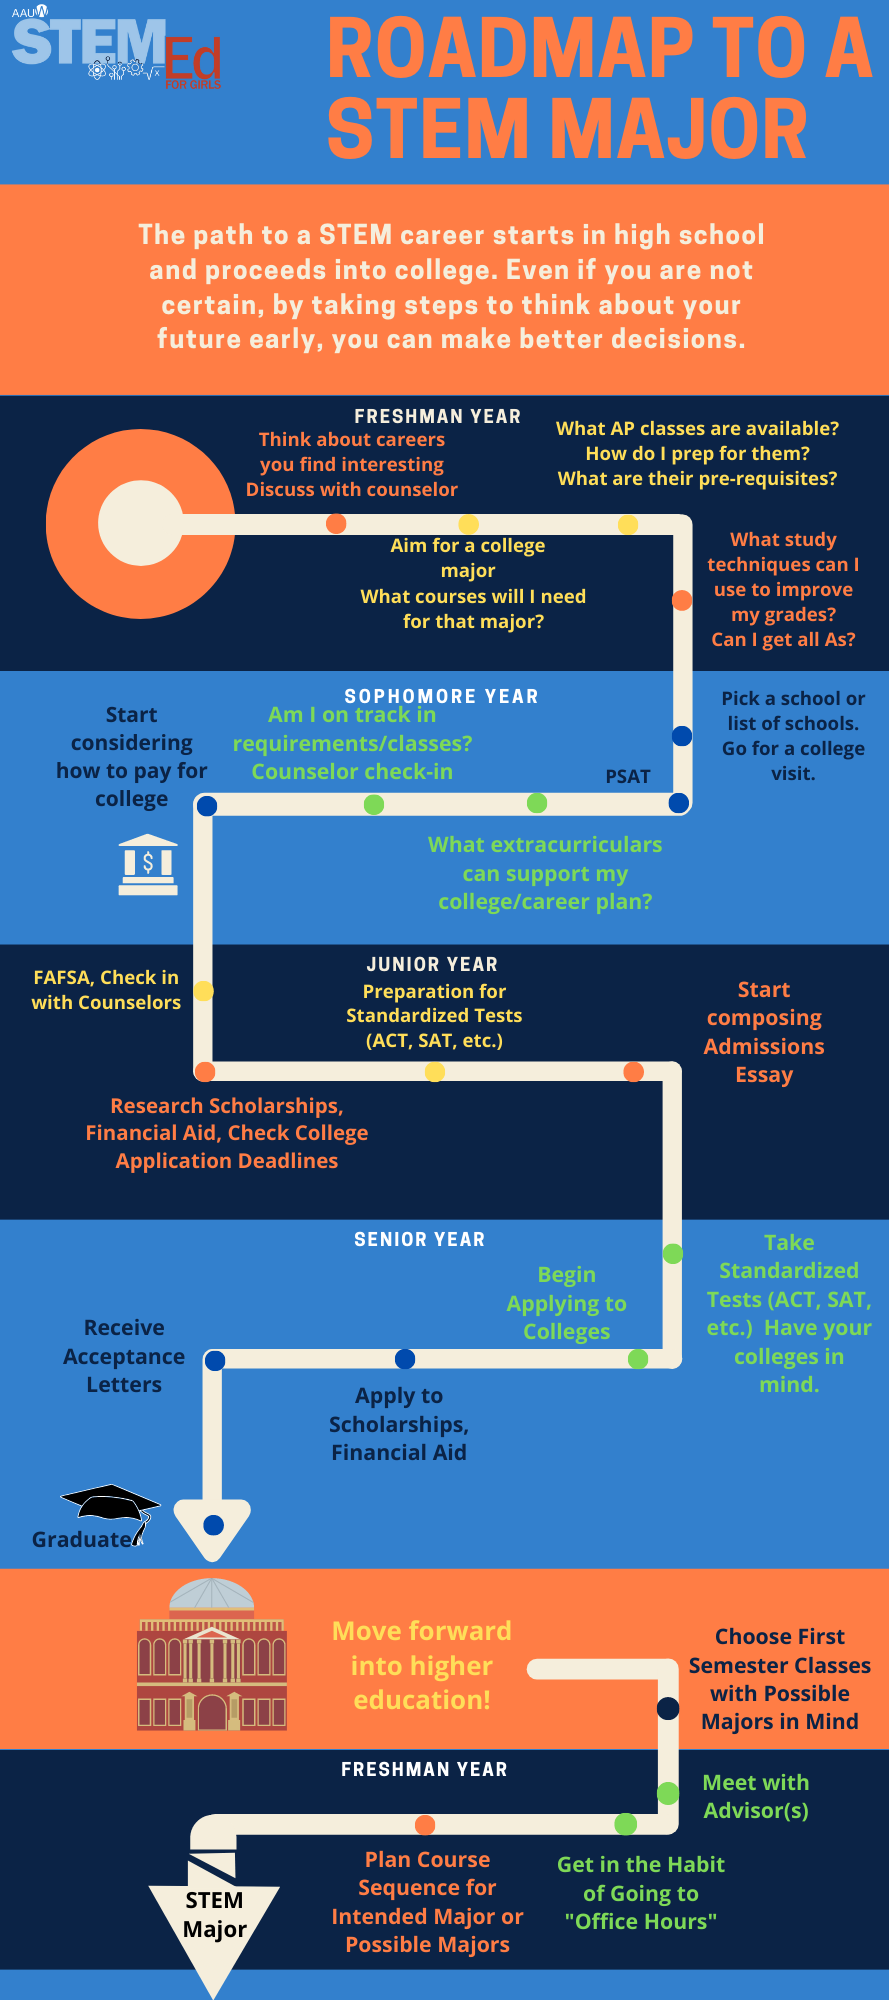 AAUW
STEM
Ed
FOR GIRLS
ROADMAP TO A
STEM MAJOR
The path to a STEM career starts in high school
and proceeds into college. Even if you are not
certain, by taking steps to think about your
future early, you can make better decisions.
FRESHMAN YEAR
Think about careers
you find interesting
Discuss with counselor
What AP classes are available?
How do I prep for them?
What are their pre-requisites?
Aim for a college
major
What courses will I need
for that major?
What study
techniques can I
use to improve
my grades?
Can I get all As?
SOPHOMORE YEAR
Pick a school or
list of schools.
Go for a college
visit.
PSAT
What extracurriculars
can support my
college/career plan?
Am I on track in
requirements/classes?
Counselor check-in
Start
considering
how to pay for
college
$
JUNIOR YEAR
FAFSA, Check in
with Counselors
Research Scholarships,
Financial Aid, Check College
Application Deadlines
Preparation for
Standardized Tests
(ACT, SAT, etc.)
Start
composing
Admissions
Essay
SENIOR YEAR
Take
Standardized
Tests (ACT, SAT,
etc.) Have your
colleges in
mind.
Begin
Applying to
Colleges
Apply to
Scholarships,
Financial Aid
Receive
Acceptance
Letters
Graduate
Move forward
into higher
education!
Choose First
Semester Classes
with Possible
Majors in Mind
FRESHMAN YEAR
Meet with
Advisor(s)
Get in the Habit
of Going to
"Office Hours"
Plan Course
Sequence for
Intended Major or
Possible Majors
STEM
Major